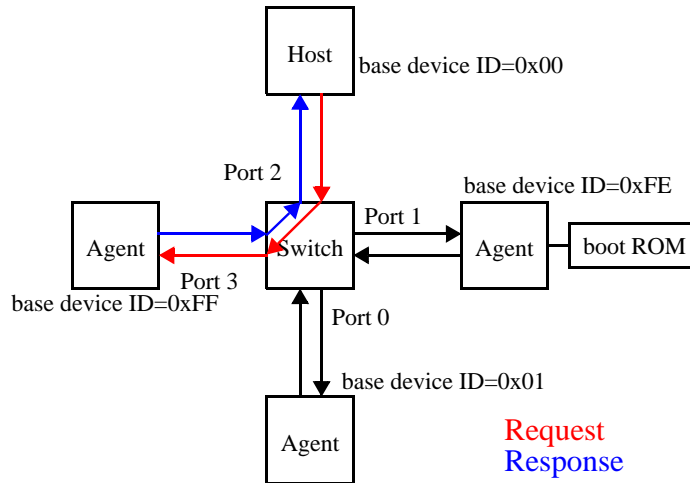 Host
base device ID=0x00
Port 2
base device ID=0xFE
Port 1
Agent
Switch
Agent
boot ROM
Port 3
base device ID=0xFF
Port 0
base device ID=0x01
Agent
Request
Response